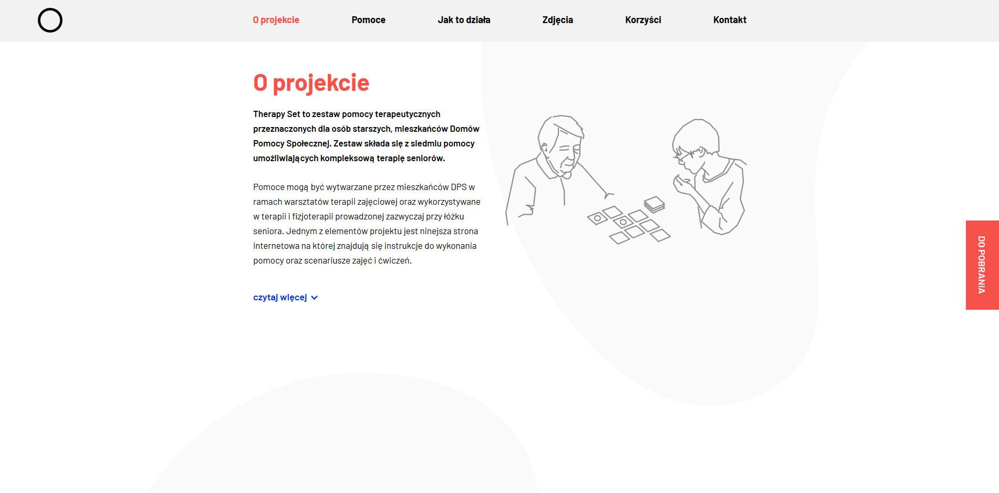 O projekcie
Pomoce
Jak to działa
Zdjęcia
Korzyści
Kontakt
O projekcie
Therapy Set to zestaw pomocy terapeutycznych
przeznaczonych dla osób starszych, mieszkańców Domów
Pomocy Społecznej. Zestaw składa się z siedmiu pomocy
umożliwiających kompleksową terapię seniorów.
Pomoce mogą być wytwarzane przez mieszkańców DPS w
ramach warsztatów terapii zajęciowej oraz wykorzystywane
w terapii i fizjoterapii prowadzonej zazwyczaj przy łóżku
seniora. Jednym z elementów projektu jest ninejsza strona
internetowa na której znajdują się instrukcje do wykonania
pomocy oraz scenariusze zajęć i ćwiczeń.
czytaj więcej
DO POBRANIA